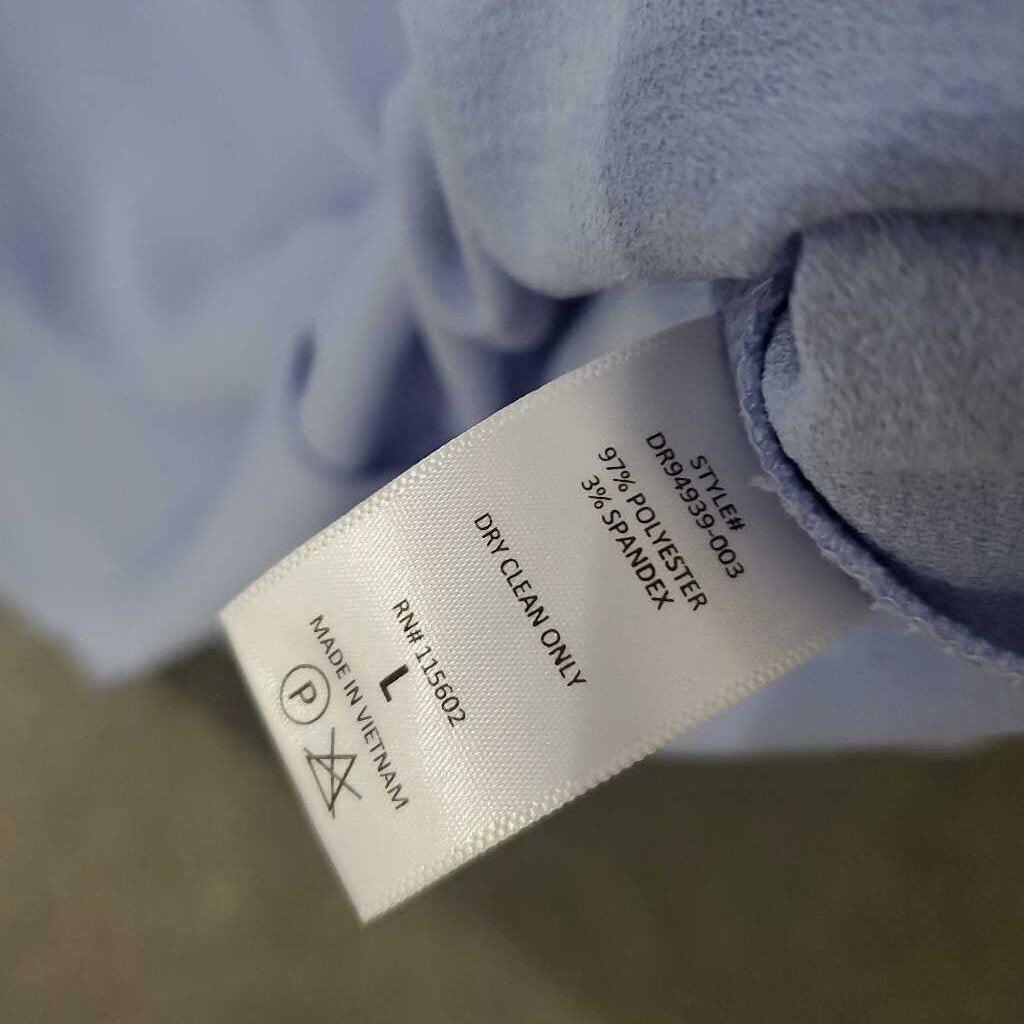 STYLE#
DR94939-003
97% POLYESTER
3% SPANDEX
DRY CLEAN ONLY
RN# 115602
L
MADE IN VIETNAM
P